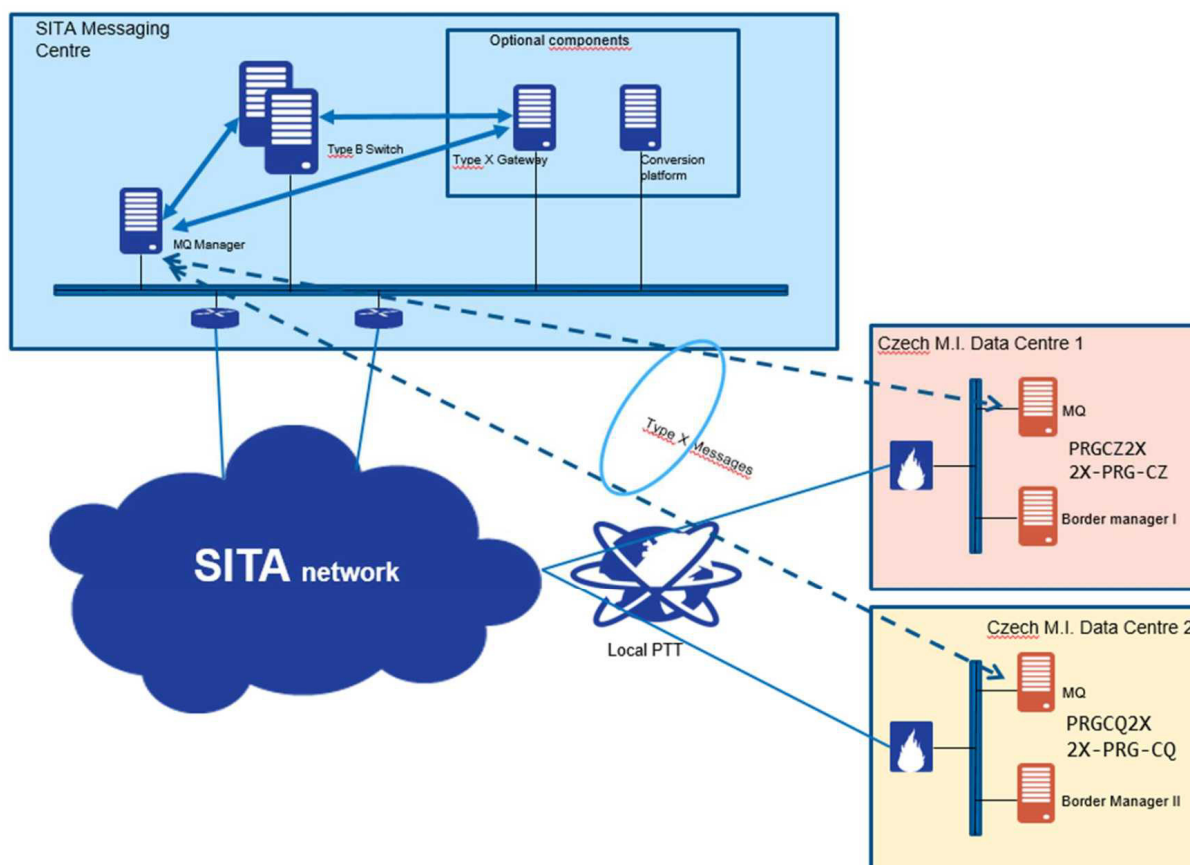 SITA Messaging
Centre
Optional components
Type B Switch
Type X Gateway
Conversion
platform
MQ Manager
Type X Messages
SITA network
Local PTT
Czech M.I. Data Centre 1
MQ
PRGCZ2X
2X-PRG-CZ
Border manager I
Czech M.I. Data Centre 2
MQ
PRGCQ2X
2X-PRG-CQ
Border Manager II